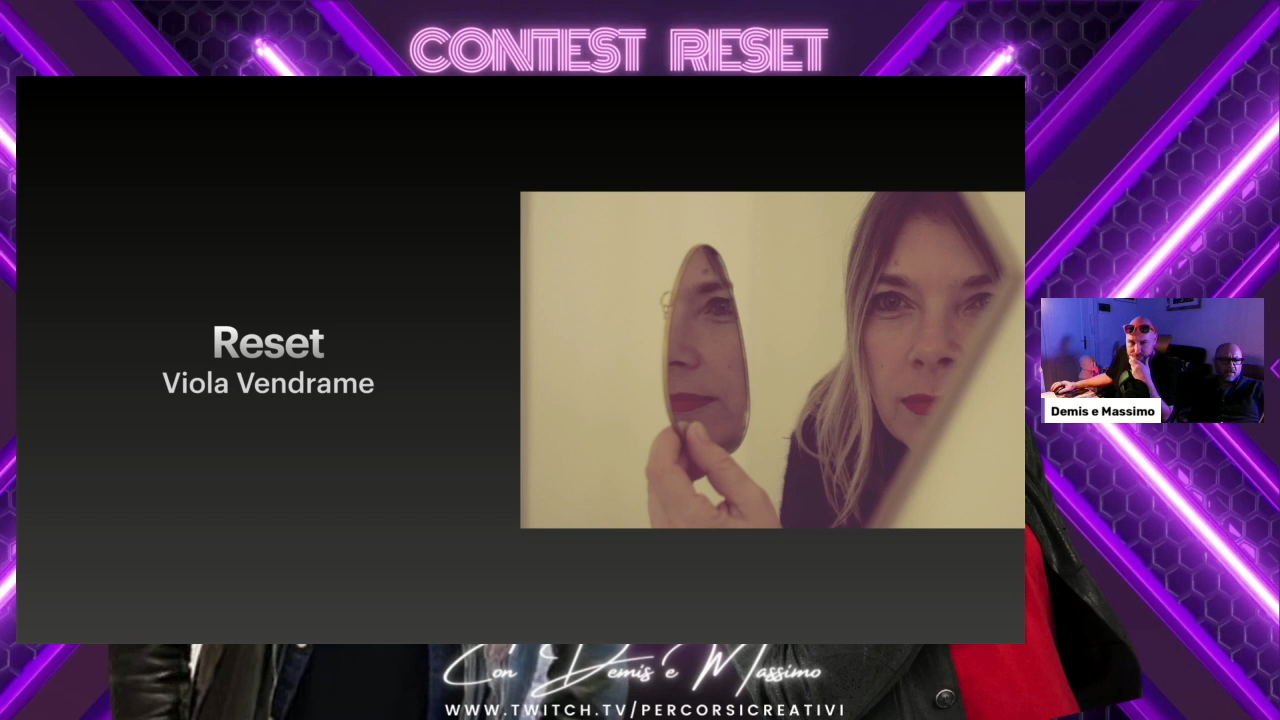 CONTEST RESET
Reset
Viola Vendrame
Demis e Massimo
Con Demis e Massimo
WWW.TWITCH.TV/PERCORSICREATIVI